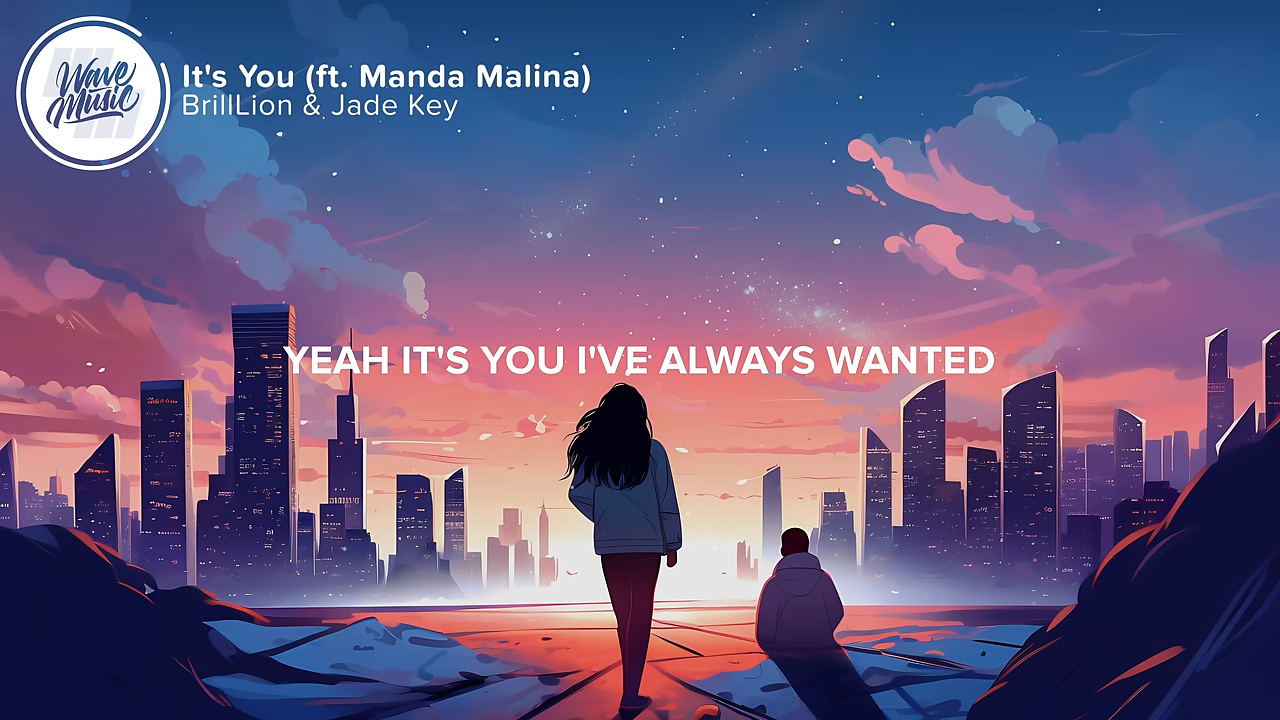 Wave
Music
It's You (ft. Manda Malina)
BrillLion & Jade Key
YEAH IT'S YOU I'VE ALWAYS WANTED